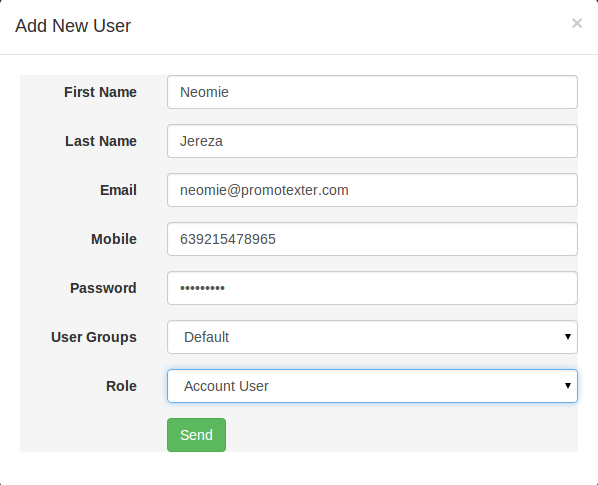 Add New User ×
First Name Neomie
Last Name Jereza
Email neomie@promotexter.com
Mobile 639215478965
Password •••••••••
User Groups Default
Role Account User
Send